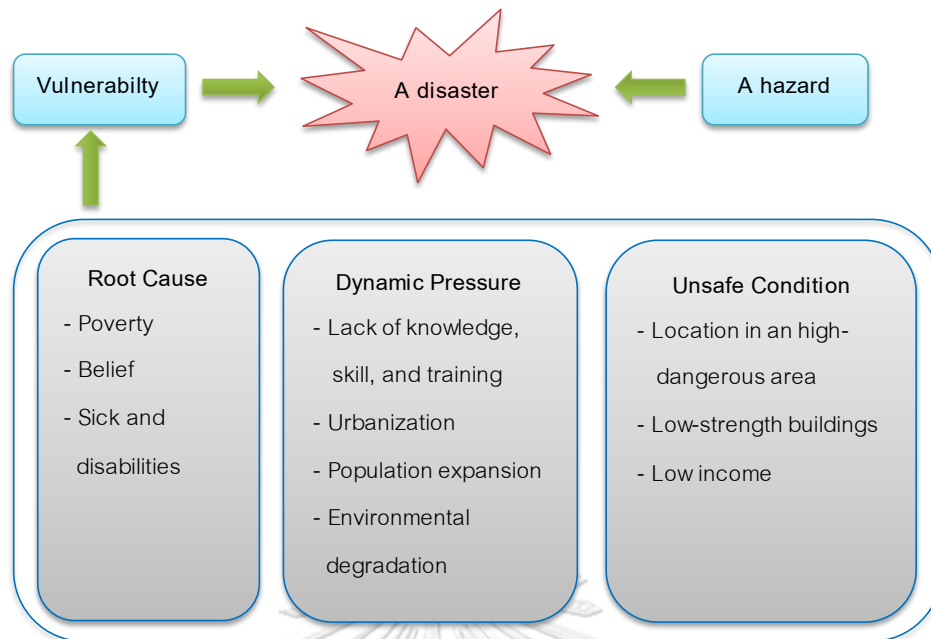 Vulnerabilty
A disaster
A hazard
Root Cause
- Poverty
- Belief
- Sick and
disabilities
Dynamic Pressure
- Lack of knowledge,
skill, and training
- Urbanization
- Population expansion
- Environmental
degradation
Unsafe Condition
- Location in an high-
dangerous area
- Low-strength buildings
- Low income